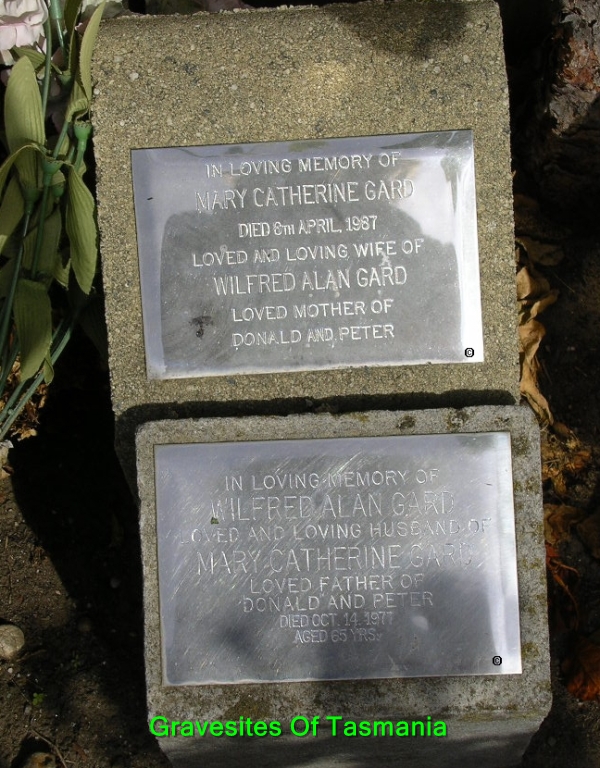 IN LOVING MEMORY OF
MARY CATHERINE GARD
DIED 8TH APRIL, 1987
LOVED AND LOVING WIFE OF
WILFRED ALAN GARD
LOVED MOTHER OF
DONALD AND PETER
IN LOVING MEMORY OF
WILFRED ALAN GARD
LOVED AND LOVING HUSBAND OF
MARY CATHERINE GARD
LOVED FATHER OF
DONALD AND PETER
DIED OCT. 14. 1977
AGED 65 YRS.
Gravesites Of Tasmania